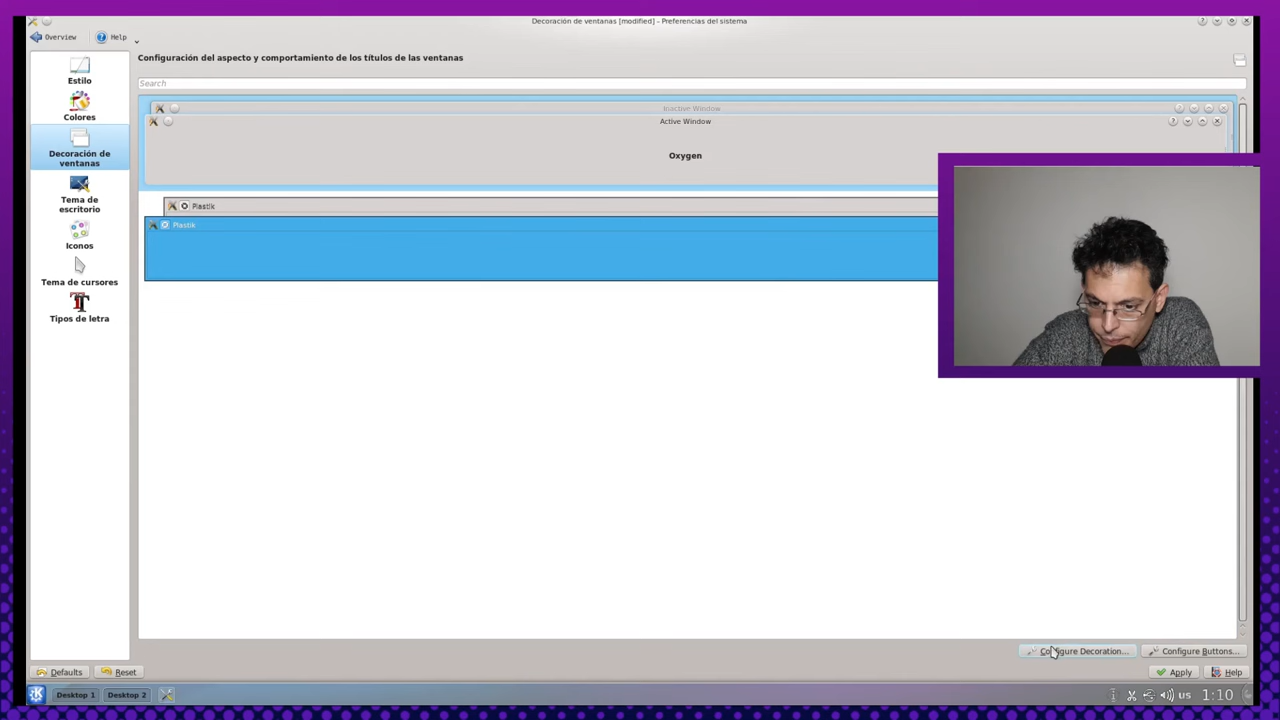 Decoración de ventanas [modified] - Preferencias del sistema
Overview
Help
Configuración del aspecto y comportamiento de los títulos de las ventanas
Search
Estilo
Colores
Decoración de
ventanas
Tema de
escritorio
Iconos
Tema de cursores
Tipos de letra
Inactive Window
Active Window
Oxygen
Plastik
Plastik
Configure Decoration...
Configure Buttons...
Defaults
Reset
Apply
Help
Desktop 1
Desktop 2
us
1:10